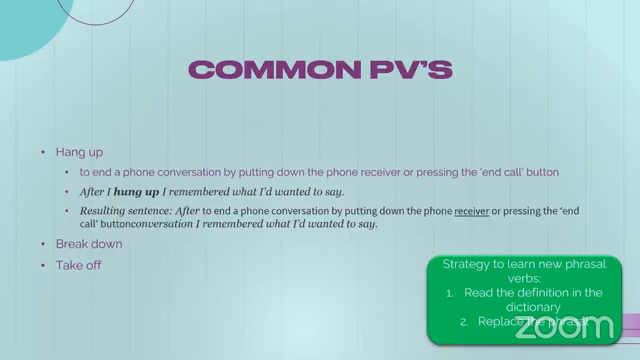 COMMON PV'S
• Hang up
• to end a phone conversation by putting down the phone receiver or pressing the 'end call' button
• After I hung up I remembered what I'd wanted to say.
• Resulting sentence: After to end a phone conversation by putting down the phone receiver or pressing the 'end
call' buttonconversation I remembered what I'd wanted to say.
• Break down
• Take off
Strategy to learn new phrasal
verbs:
1. Read the definition in the
dictionary
2. Replace the phrasal
zoom